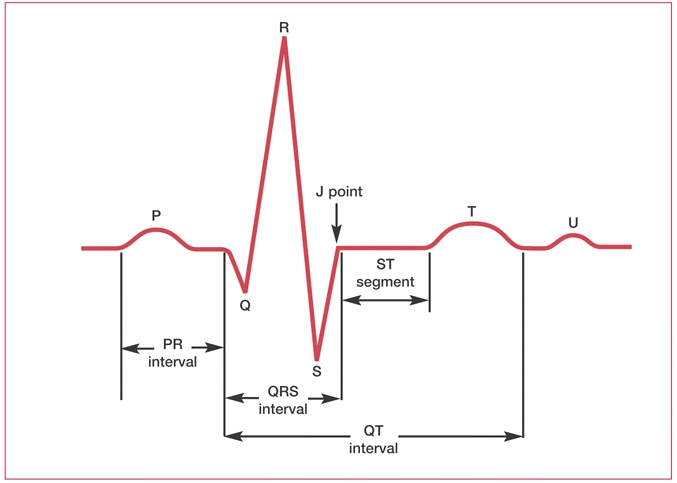 R
J point
P
T
U
ST
segment
Q
PR
interval
S
QRS
interval
QT
interval